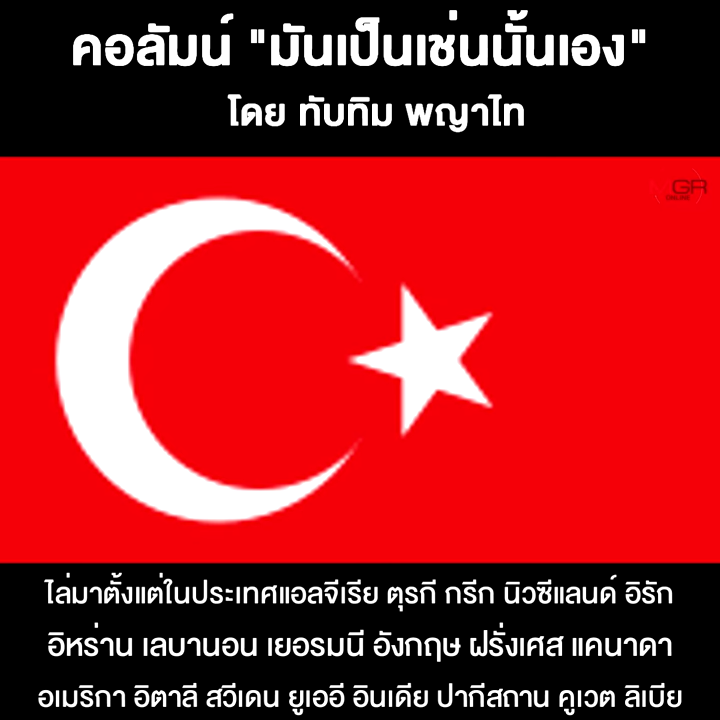 คอลัมน์ "มันเป็นเช่นนั้นเอง"
โดย ทับทิม พญาไท
MGR
ONLINE
ไล่มาตั้งแต่ในประเทศแอลจีเรีย ตุรกี กรีก นิวซีแลนด์ อิรัก
อิหร่าน เลบานอน เยอรมนี อังกฤษ ฝรั่งเศส แคนาดา
อเมริกา อิตาลี สวีเดน ยูเออี อินเดีย ปากีสถาน คูเวต ลิเบีย